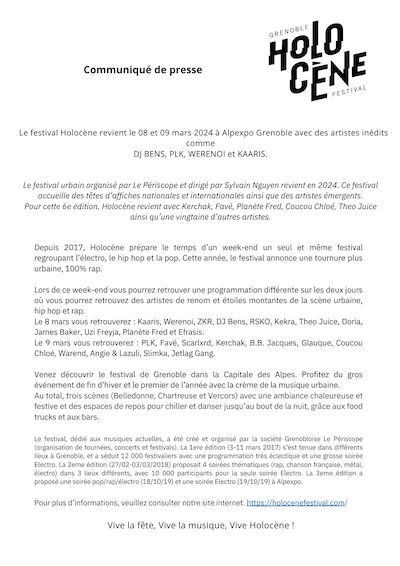 GRENOBLE
HOLO
CÈNE
FESTIVAL
Communiqué de presse
Le festival Holocène revient le 08 et 09 mars 2024 à Alpexpo Grenoble avec des artistes inédits
comme
DJ BENS, PLK, WERENOI et KAARIS.
Le festival urbain organisé par Le Périscope et dirigé par Sylvain Nguyen revient en 2024. Ce festival
accueille des têtes d'affiches nationales et internationales ainsi que des artistes émergents.
Pour cette 6e édition, Holocène revient avec Kerchak, Favé, Planète Fred, Coucou Chloé, Theo Juice
ainsi qu'une vingtaine d'autres artistes.
Depuis 2017, Holocène prépare le temps d'un week-end un seul et même festival
regroupant l'électro, le hip hop et la pop. Cette année, le festival annonce une tournure plus
urbaine, 100% rap.
Lors de ce week-end vous pourrez retrouver une programmation différente sur les deux jours
où vous pourrez retrouvez des artistes de renom et étoiles montantes de la scène urbaine,
hip hop et rap.
Le 8 mars vous retrouverez : Kaaris, Werenoi, ZKR, DJ Bens, RSKO, Kekra, Theo Juice, Doria,
James Baker, Uzi Freyja, Planète Fred et Efrasis.
Le 9 mars vous retrouverez : PLK, Favé, Scarlxrd, Kerchak, B.B. Jacques, Glauque, Coucou
Chloé, Warend, Angie & Lazuli, Slimka, Jetlag Gang.
Venez découvrir le festival de Grenoble dans la Capitale des Alpes. Profitez du gros
événement de fin d'hiver et le premier de l'année avec la crème de la musique urbaine.
Au total, trois scènes (Belledonne, Chartreuse et Vercors) avec une ambiance chaleureuse et
festive et des espaces de repos pour chiller et danser jusqu'au bout de la nuit, grâce aux food
trucks et aux bars.
Le festival, dédié aux musiques actuelles, a été créé et organisé par la société Grenobloise Le Périscope
(organisation de tournées, concerts et festivals). La 1ere édition (3-11 mars 2017) s'est tenue dans différents
lieux à Grenoble, et a séduit 12 000 festivaliers avec une programmation très éclectique et une grosse soirée
Electro. La 2eme édition (27/02-03/03/2018) proposait 4 soirées thématiques (rap, chanson française, métal,
électro) dans 3 lieux différents, avec 10 000 participants pour la seule soirée Electro. La 3eme édition a
proposé une soirée pop/rap/électro (18/10/19) et une soirée Electro (19/10/19) à Alpexpo.
Pour plus d'informations, veuillez consulter notre site internet. https://holocenefestival.com/
Vive la fête, Vive la musique, Vive Holocène !